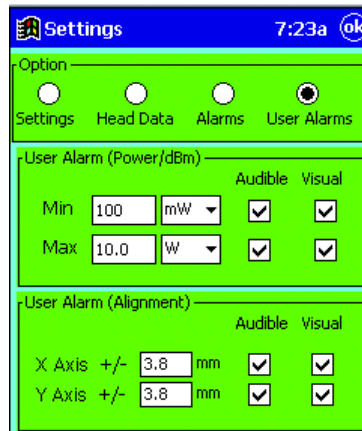 Settings 7:23a ok
Option
Settings Head Data Alarms User Alarms
User Alarm (Power/dBm)
Audible Visual
Min 100 mW
Max 10.0 W
User Alarm (Alignment)
Audible Visual
X Axis +/- 3.8 mm
Y Axis +/- 3.8 mm